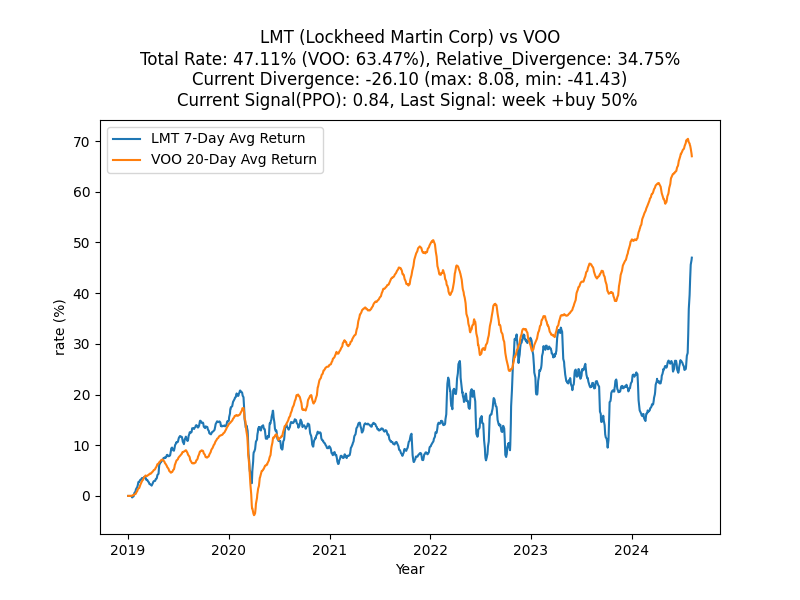 LMT (Lockheed Martin Corp) vs VOO
Total Rate: 47.11% (VOO: 63.47%), Relative_Divergence: 34.75%
Current Divergence: -26.10 (max: 8.08, min: -41.43)
Current Signal(PPO): 0.84, Last Signal: week +buy 50%
LMT 7-Day Avg Return
VOO 20-Day Avg Return
rate (%)
70
60
50
40
30
20
10
0
2019 2020 2021 2022 2023 2024
Year